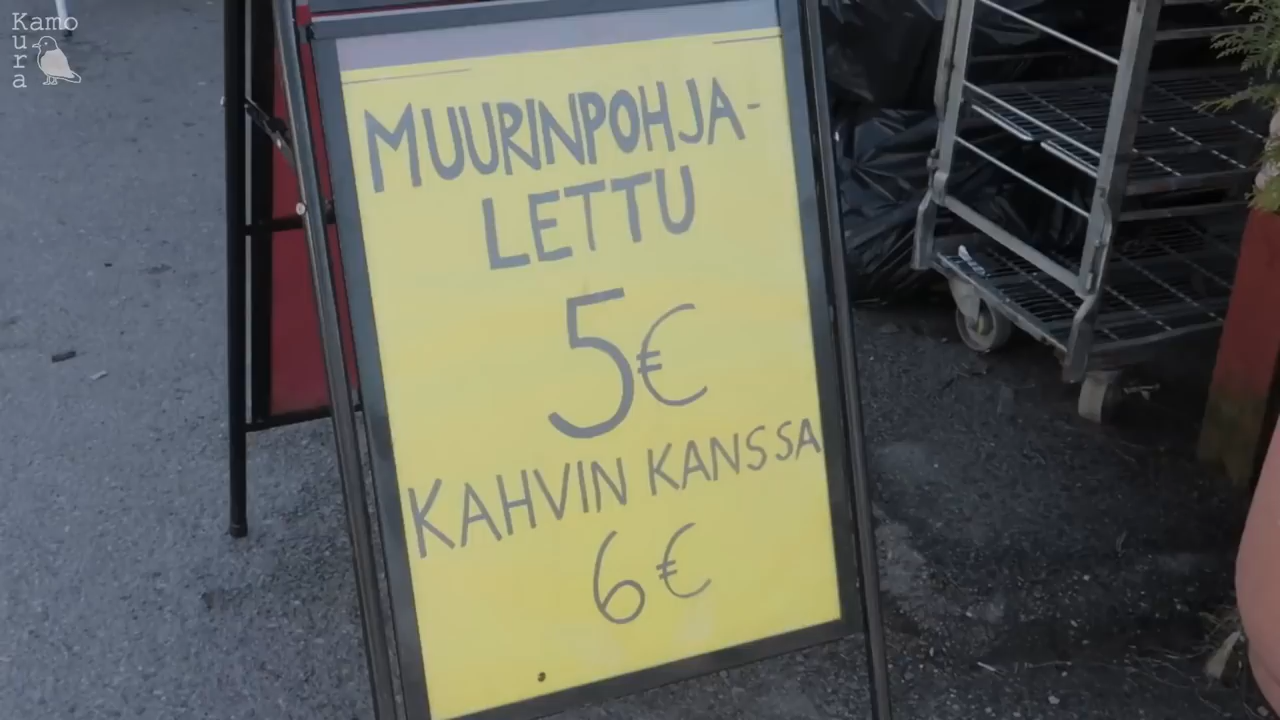 Kamo
u
r
a
MUURINPOHJA-
LETTU
5€
KAHVIN KANSSA
6€